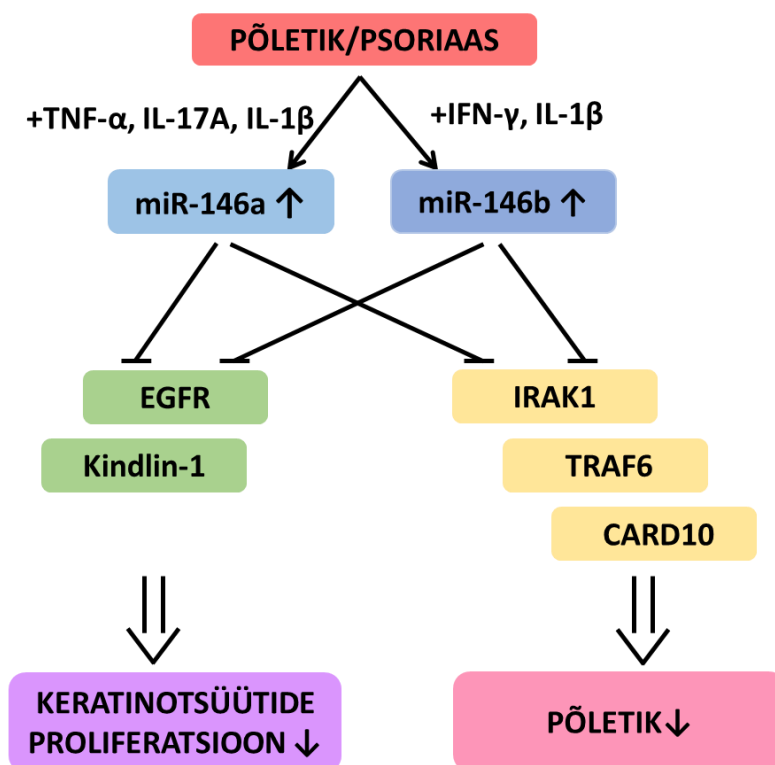 PÕLETIK/PSORIAAS
+TNF-α, IL-17A, IL-1β
+IFN-γ, IL-1β
miR-146a ↑
miR-146b ↑
EGFR
IRAK1
Kindlin-1
TRAF6
CARD10
KERATINOTSÜÜTIDE
PROLIFERATSIOON ↓
PÕLETIK↓